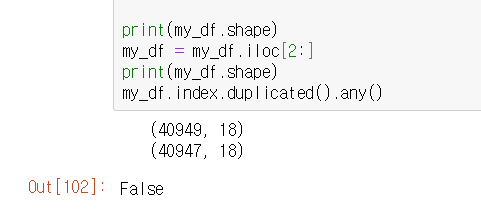 print(my_df.shape)
my_df = my_df.iloc[2:]
print(my_df.shape)
my_df.index.duplicated().any()
(40949, 18)
(40947, 18)
Out[102]: False